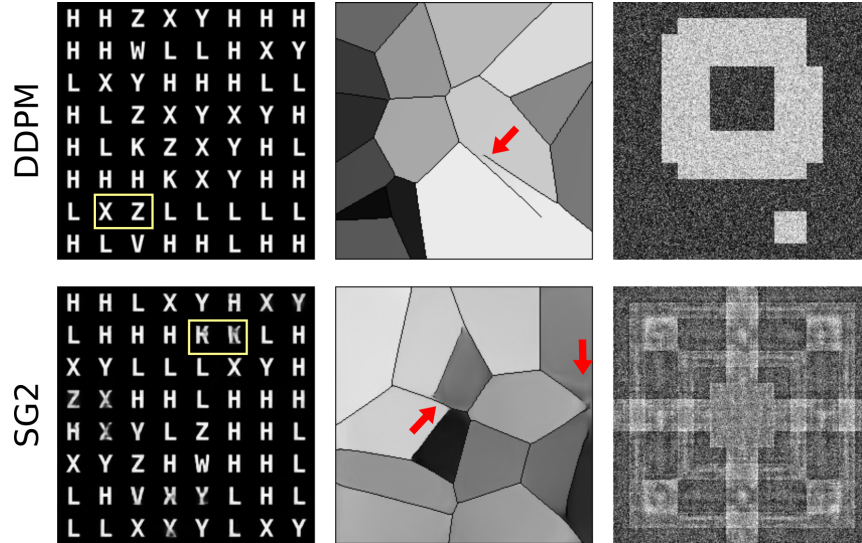 DDPM
H H Z X Y H H H
H H W L L H X Y
L X Y H H H L L
H L Z X Y X Y H
H L K Z X Y H L
H H H K X Y H H
L X Z L L L L L
H L V H H L H H
SG2
H H L X Y H X Y
L H H H K K L H
X Y L L L X Y H
Z X H H L H H H
H X Y L Z H H L
X Y Z H W H H L
L H V X Y L H L
L L X X Y L X Y